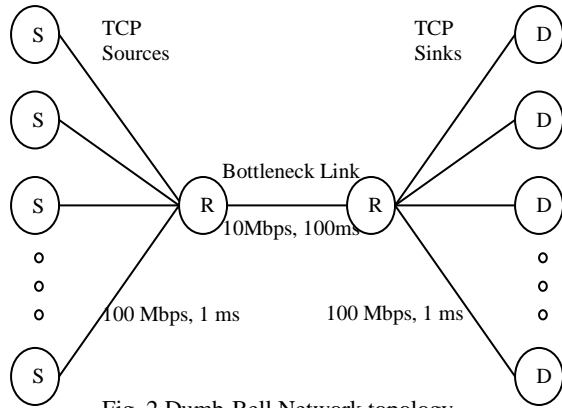 S
TCP
Sources
TCP
Sinks
D
S
D
Bottleneck Link
S
R
R
D
10Mbps, 100ms
100 Mbps, 1 ms
100 Mbps, 1 ms
S
D
Fig. 2 Dumb-Bell Network topology